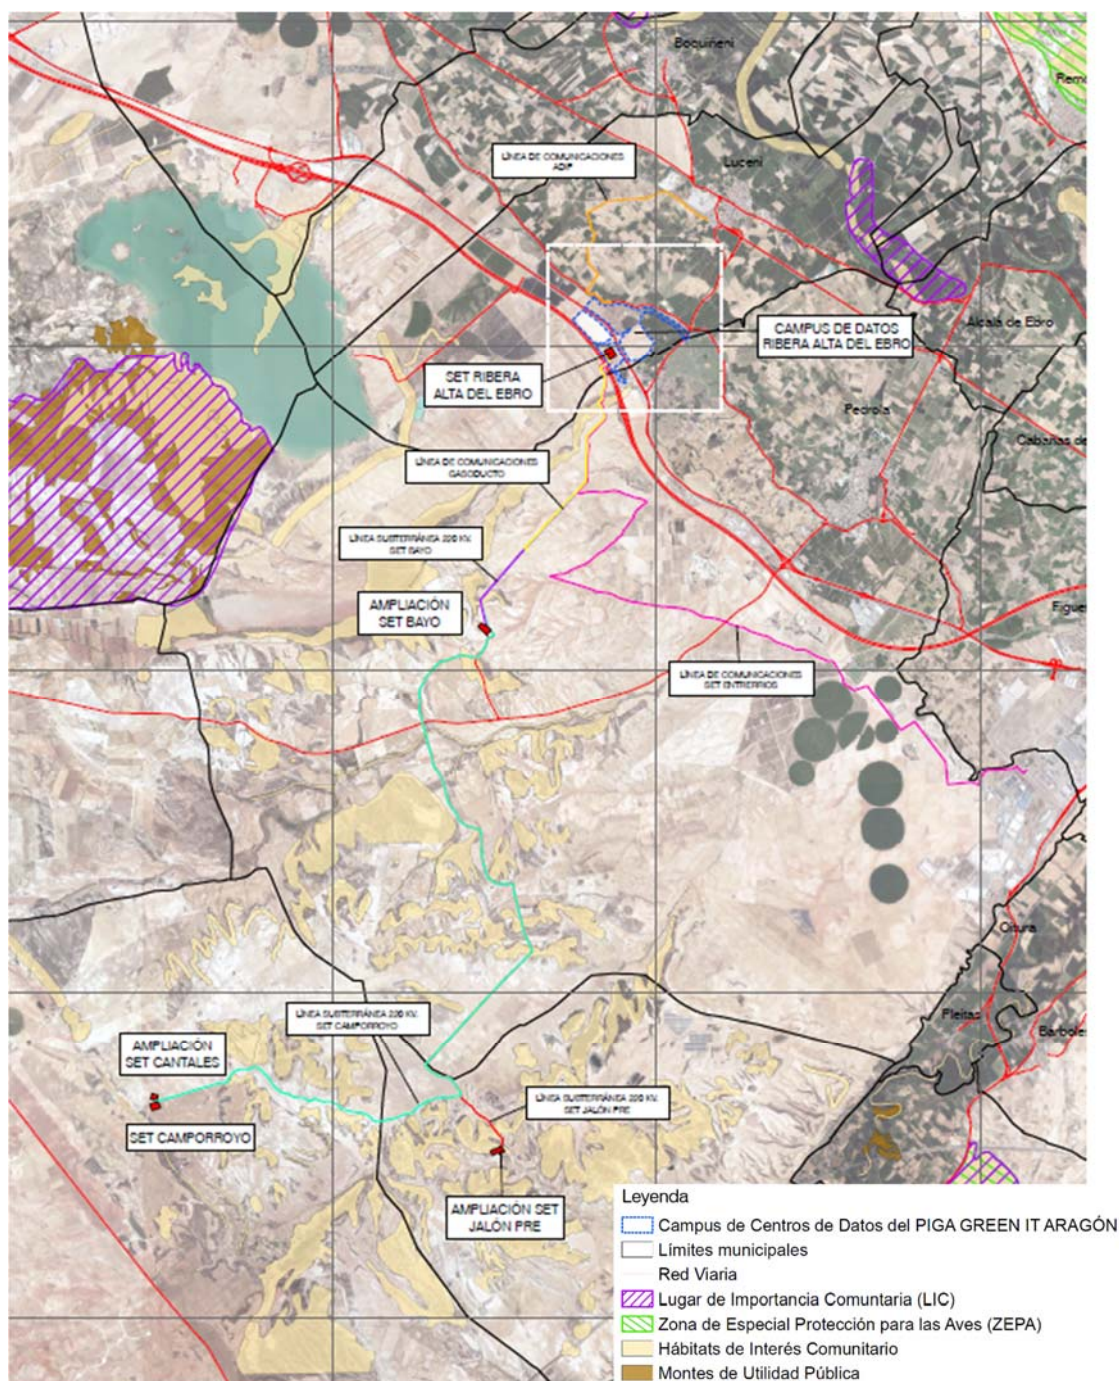 Boquiñeni
Remo
LÍNEA DE COMUNICACIONES
ADIF
Luceni
CAMPUS DE DATOS
RIBERA ALTA DEL EBRO
Alcalá de Ebro
SET RIBERA
ALTA DEL EBRO
Pedrola
Cabañas de
LÍNEA DE COMUNICACIONES
GASODUCTO
LÍNEA SUBTERRÁNEA 220 KV.
SET BAYO
AMPLIACIÓN
SET BAYO
Figue
LÍNEA DE COMUNICACIONES
SET ENTRERRIOS
Oitura
LÍNEA SUBTERRÁNEA 220 KV.
SET CAMPORROYO
Pleitas
Bárboles
AMPLIACIÓN
SET CANTALES
LÍNEA SUBTERRÁNEA 220 KV.
SET JALÓN PRE
SET CAMPORROYO
AMPLIACIÓN SET
JALÓN PRE
Leyenda
Campus de Centros de Datos del PIGA GREEN IT ARAGÓN
Límites municipales
Red Viaria
Lugar de Importancia Comuntaria (LIC)
Zona de Especial Protección para las Aves (ZEPA)
Hábitats de Interés Comunitario
Montes de Utilidad Pública